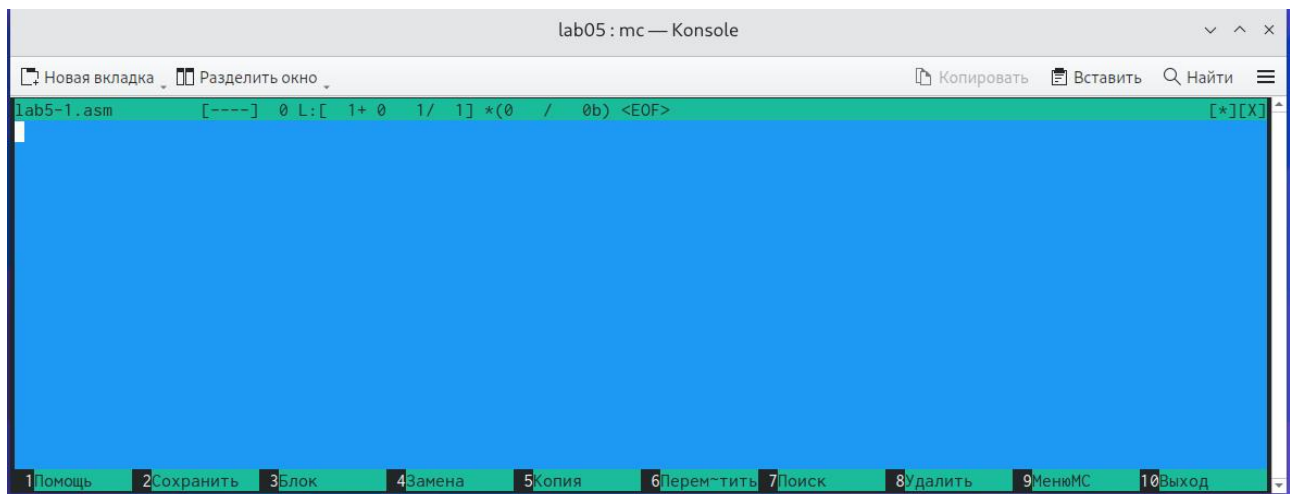 lab05 : mc — Konsole
Новая вкладка Разделить окно Копировать Вставить Найти
lab5-1.asm [----] 0 L:[ 1+ 0 1/ 1] *(0 / 0b) <EOF> [*][X]
1Помощь 2Сохранить 3Блок 4Замена 5Копия 6Перем~тить 7Поиск 8Удалить 9МенюМС 10Выход